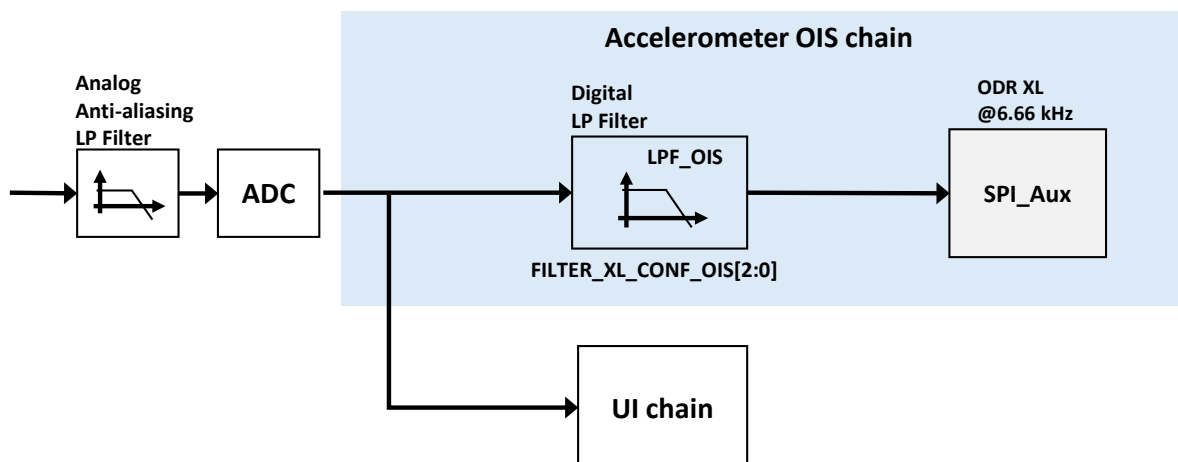 Accelerometer OIS chain
Analog
Anti-aliasing
LP Filter
ADC
Digital
LP Filter
LPF_OIS
FILTER_XL_CONF_OIS[2:0]
ODR XL
@6.66 kHz
SPI_Aux
UI chain